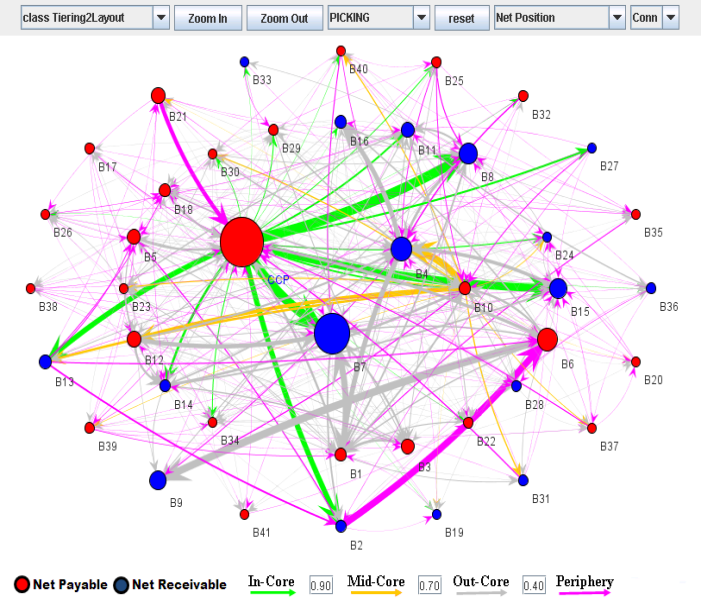 class Tiering2Layout Zoom In Zoom Out PICKING reset Net Position Conn
B40
B33 B25
B21 B32
B16 B11
B29
B17 B30 B8 B27
B18
B26 B35
B5 B24
B4
CCP
B38 B23 B10 B15 B36
B12 B7 B6
B13 B20
B14 B28
B39 B34 B22 B37
B1 B3
B9 B31
B41 B2 B19
Net Payable Net Receivable In-Core 0.90 Mid-Core 0.70 Out-Core 0.40 Periphery